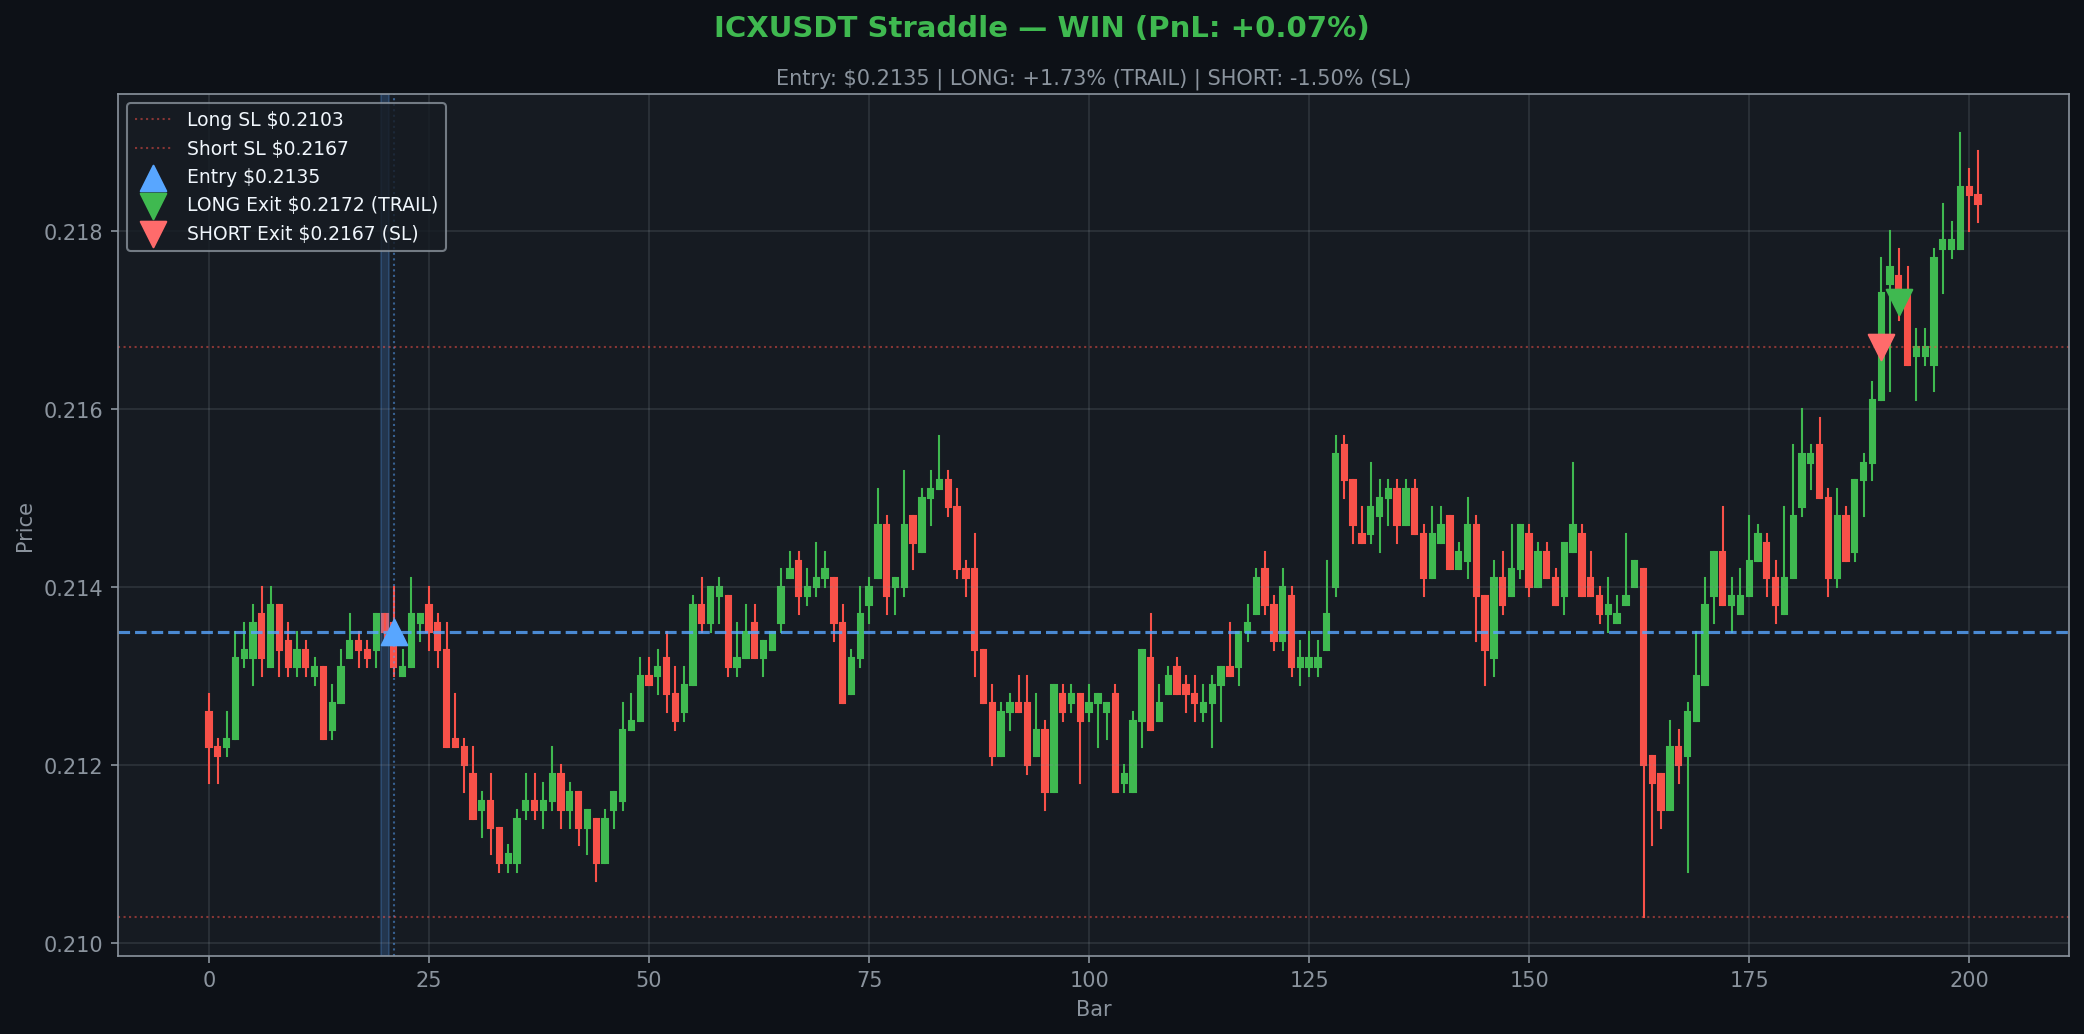 ICXUSDT Straddle — WIN (PnL: +0.07%)
Entry: $0.2135 | LONG: +1.73% (TRAIL) | SHORT: -1.50% (SL)
Long SL $0.2103
Short SL $0.2167
Entry $0.2135
LONG Exit $0.2172 (TRAIL)
SHORT Exit $0.2167 (SL)
Price
0.218
0.216
0.214
0.212
0.210
0 25 50 75 100 125 150 175 200
Bar